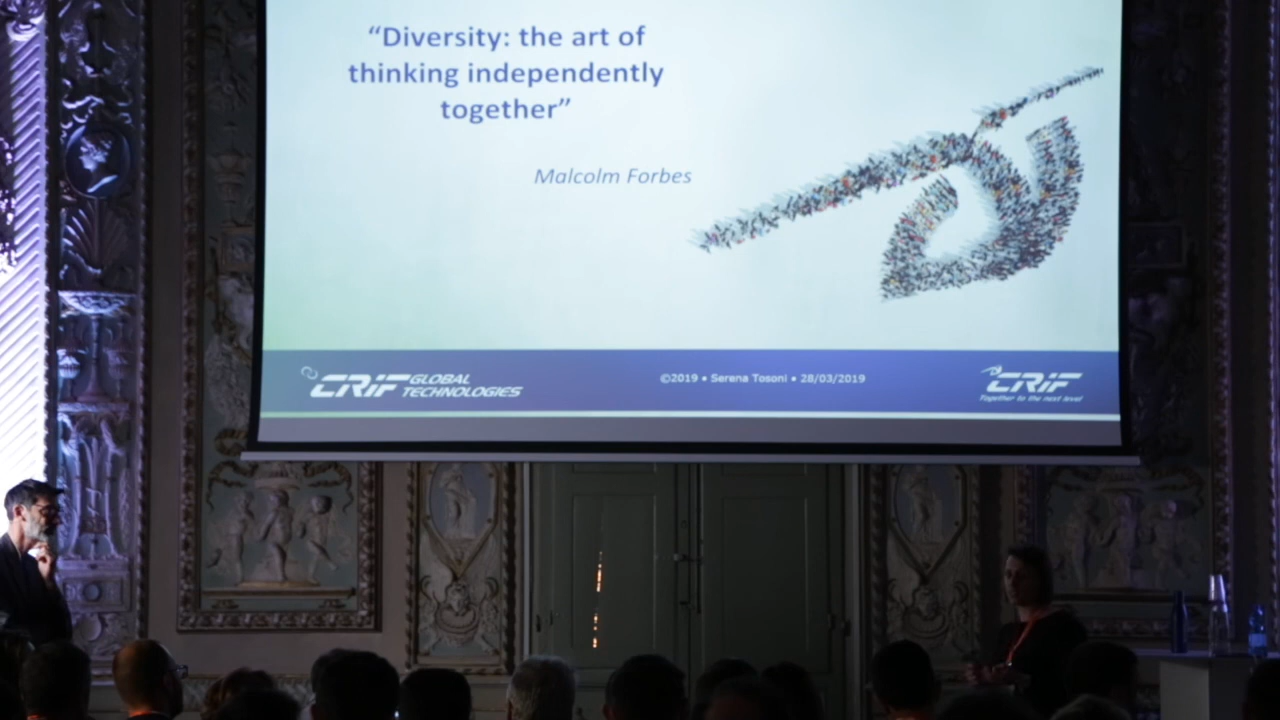 “Diversity: the art of
thinking independently
together”
Malcolm Forbes
CRIF GLOBAL
TECHNOLOGIES
©2019 • Serena Tosoni • 28/03/2019
CRIF
Together to the next level